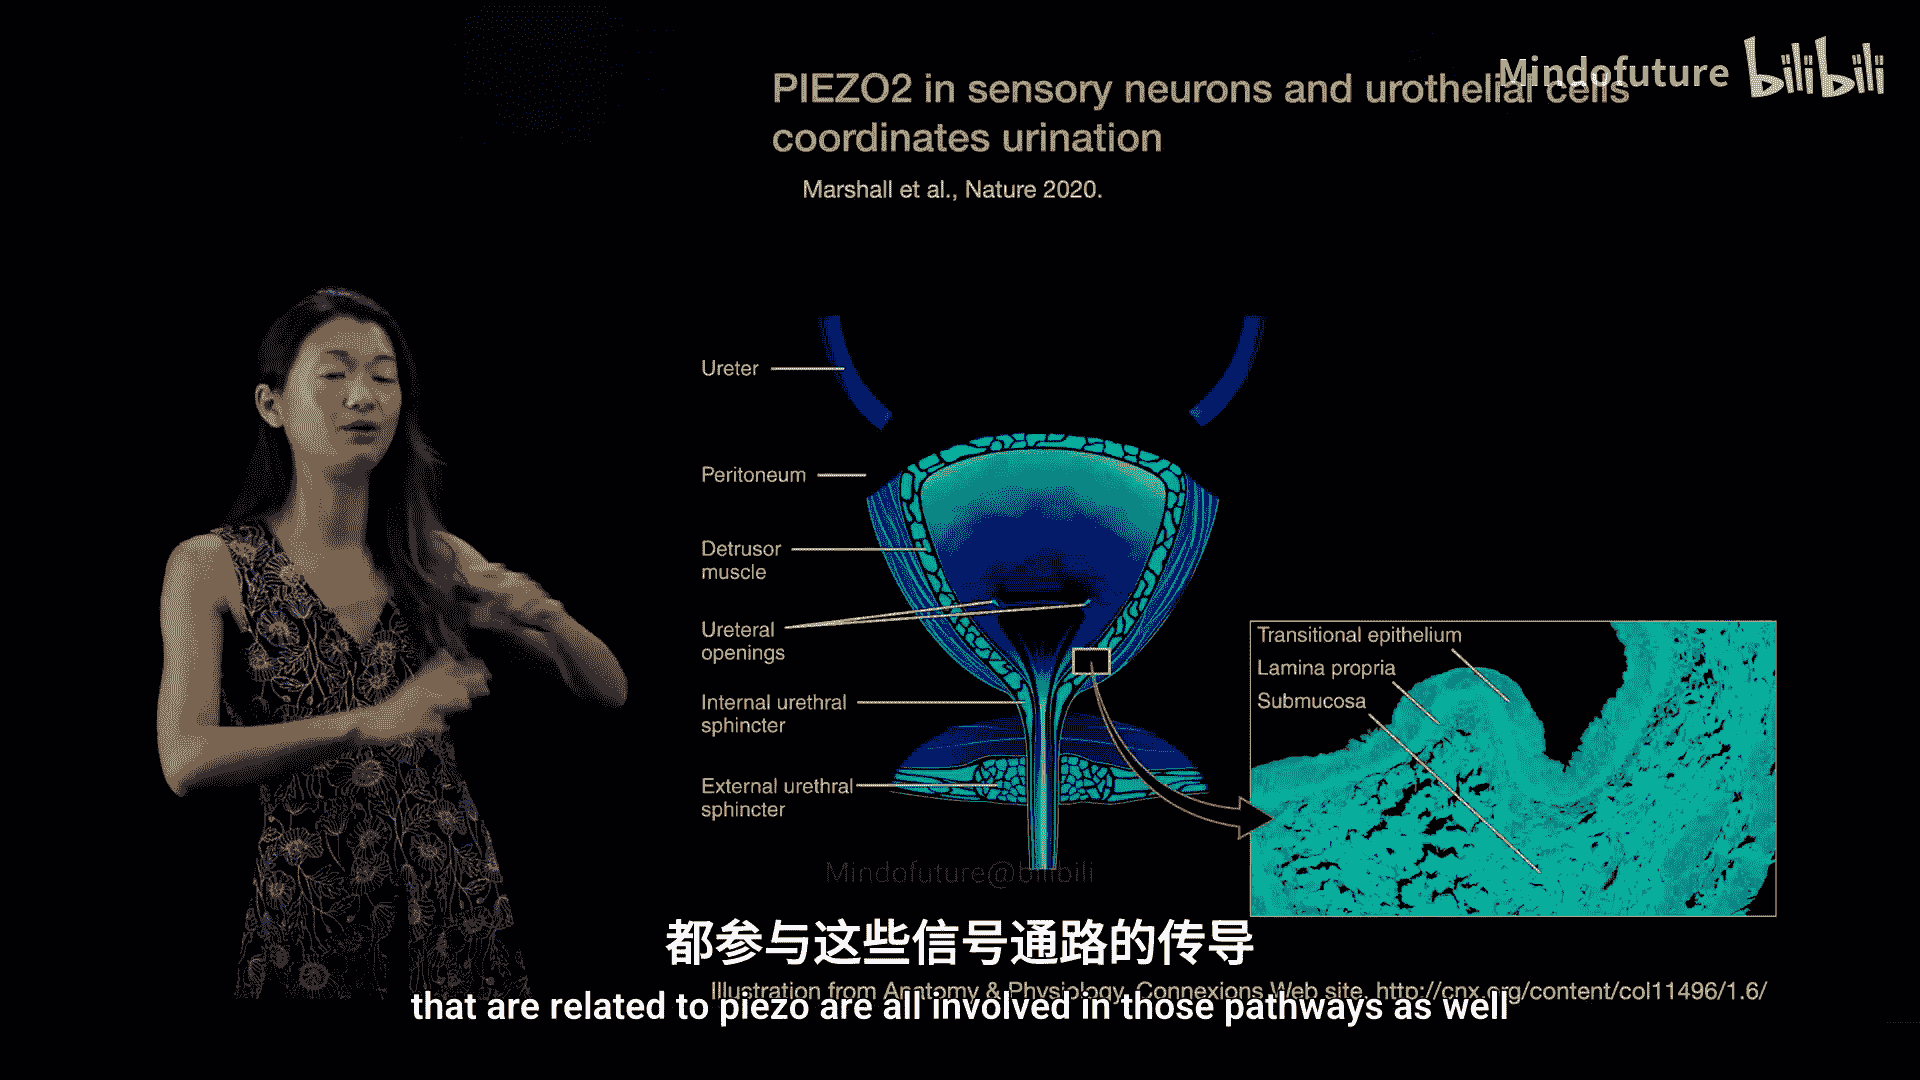 PIEZO2 in sensory neurons and urothelial cells
coordinates urination
Mindofuture bilibili
Marshall et al., Nature 2020.
Ureter
Peritoneum
Detrusor
muscle
Ureteral
openings
Internal urethral
sphincter
External urethral
sphincter
Transitional epithelium
Lamina propria
Submucosa
Mindofuture@bilibili
都参与这些信号通路的传导
Illustration from Anatomy & Physiology, Connexions Web site. http://cnx.org/content/col11496/1.6/
that are related to piezo are all involved in those pathways as well